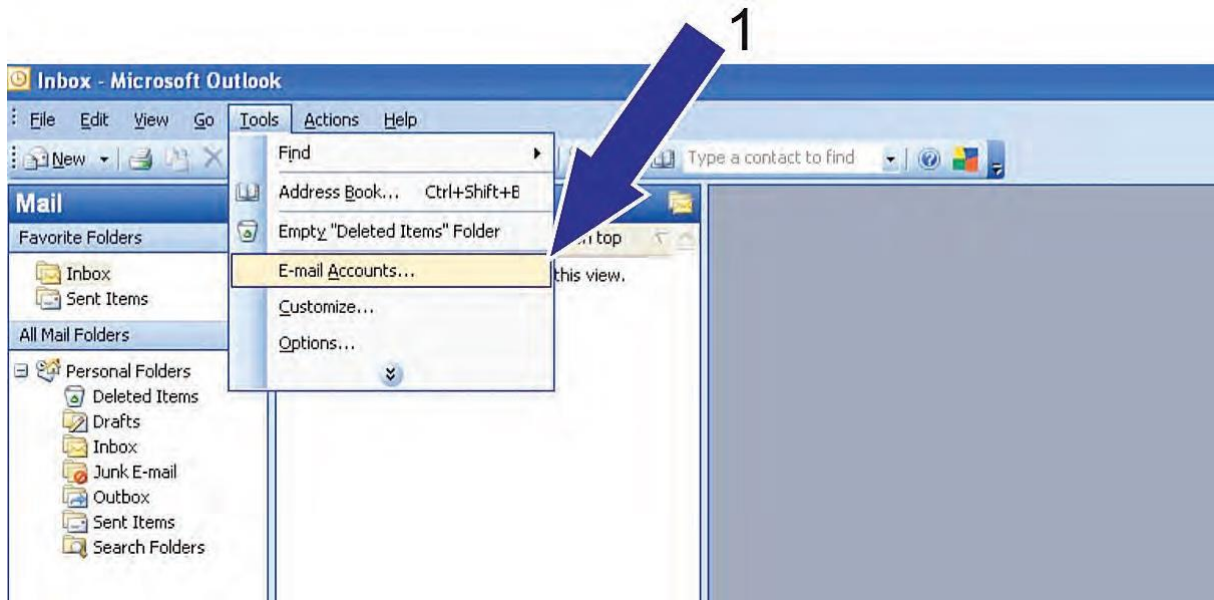 1
Inbox - Microsoft Outlook
File Edit View Go Tools Actions Help
New Type a contact to find
Find
Mail
Address Book... Ctrl+Shift+B
Favorite Folders
Empty "Deleted Items" Folder top
Inbox
E-mail Accounts... this view.
Sent Items
Customize...
All Mail Folders
Options...
Personal Folders
Deleted Items
Drafts
Inbox
Junk E-mail
Outbox
Sent Items
Search Folders